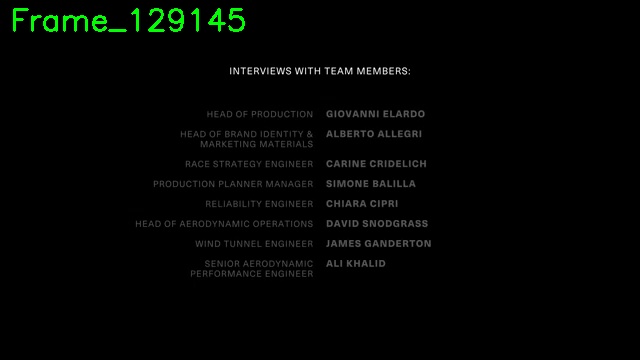 Frame_129145
INTERVIEWS WITH TEAM MEMBERS:
HEAD OF PRODUCTION GIOVANNI ELARDO
HEAD OF BRAND IDENTITY & ALBERTO ALLEGRI
MARKETING MATERIALS
RACE STRATEGY ENGINEER CARINE CRIDELICH
PRODUCTION PLANNER MANAGER SIMONE BALILLA
RELIABILITY ENGINEER CHIARA CIPRI
HEAD OF AERODYNAMIC OPERATIONS DAVID SNODGRASS
WIND TUNNEL ENGINEER JAMES GANDERTON
SENIOR AERODYNAMIC ALI KHALID
PERFORMANCE ENGINEER